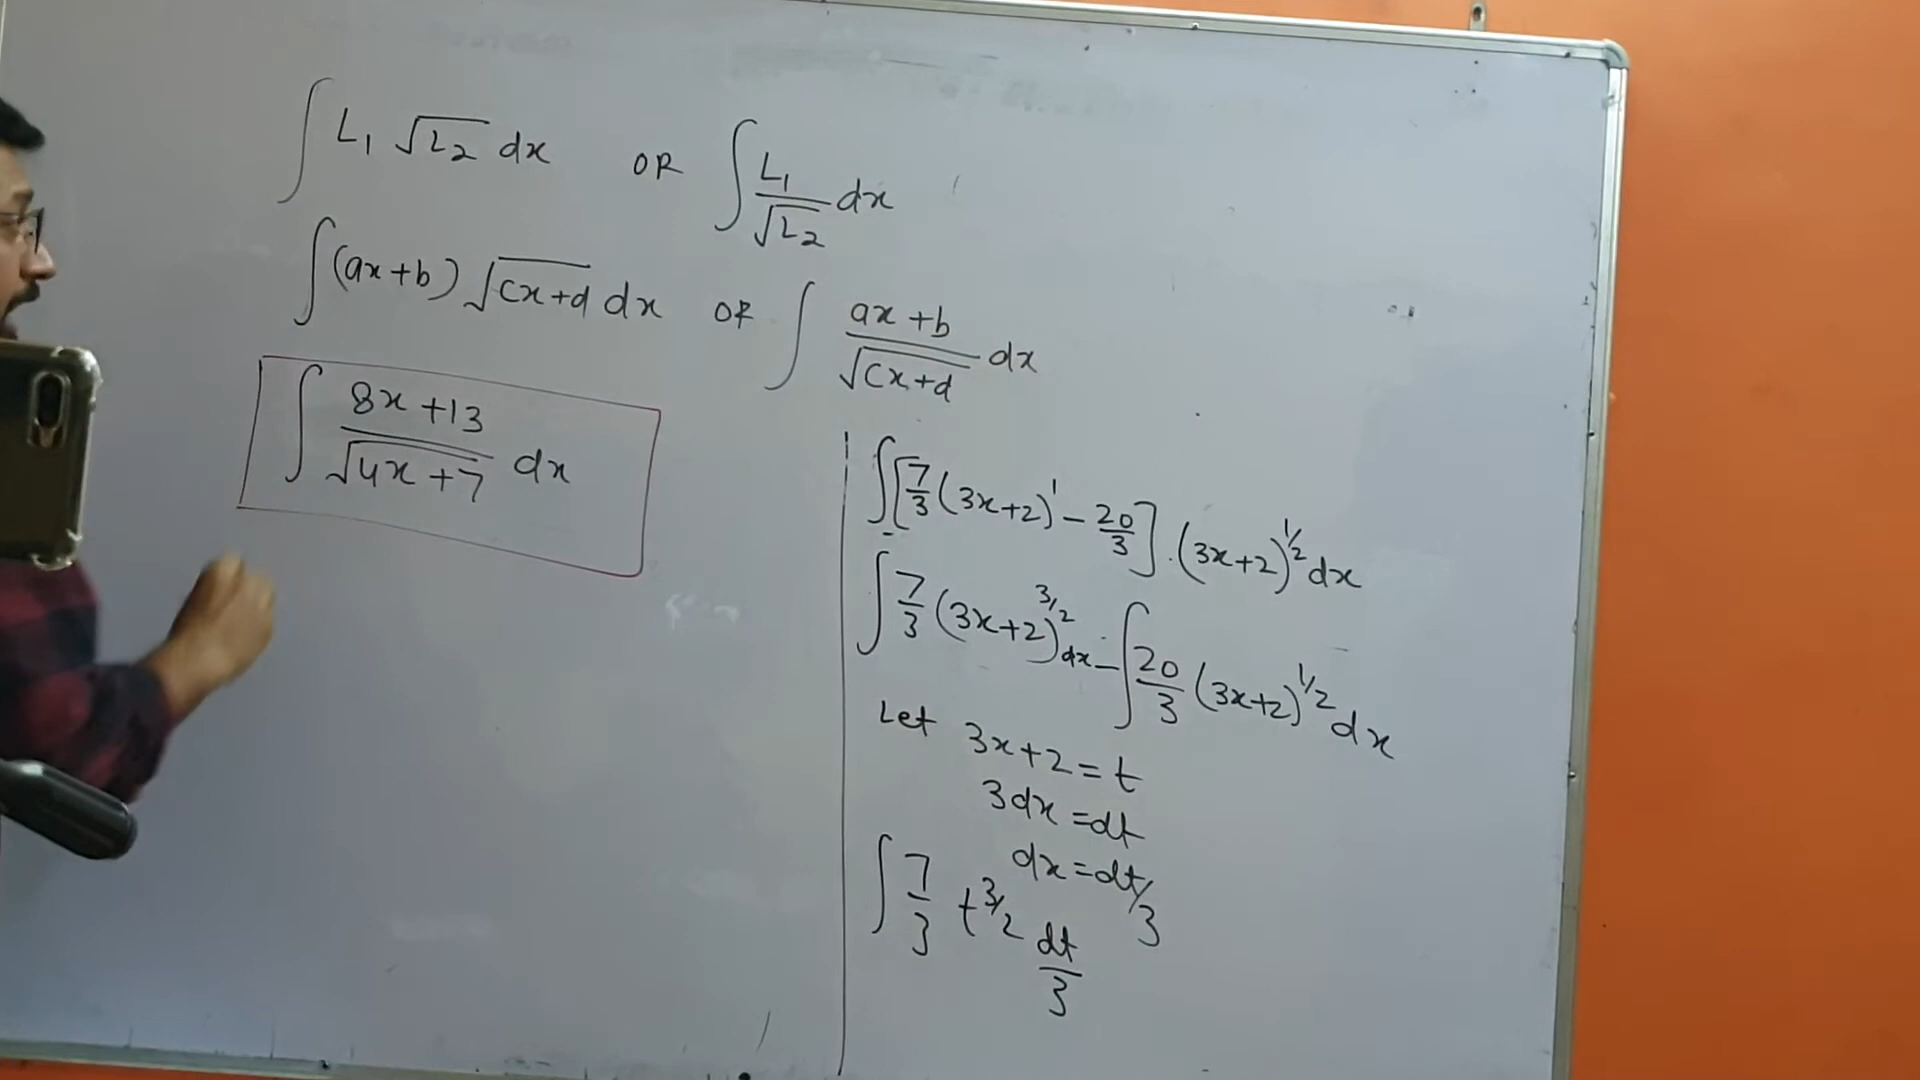 ∫ L₁ √L₂ dx OR ∫ L₁/√L₂ dx
∫(ax+b) √cx+d dx OR ∫ ax+b/√cx+d dx
∫ 8x+13/√4x+7 dx
∫[7/3 (3x+2)¹ − 20/3] . (3x+2)^1/2 dx
∫ 7/3 (3x+2)^3/2 dx − ∫ 20/3 (3x+2)^1/2 dx
Let 3x+2 = t
3dx = dt
dx = dt/3
∫ 7/3 t^3/2 dt/3